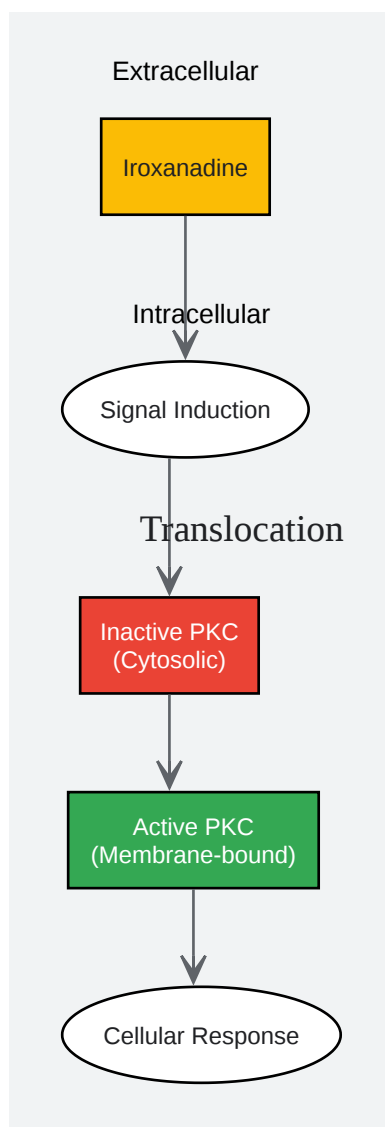 Extracellular
Iroxanadine
Intracellular
Signal Induction
Translocation
Inactive PKC
(Cytosolic)
Active PKC
(Membrane-bound)
Cellular Response